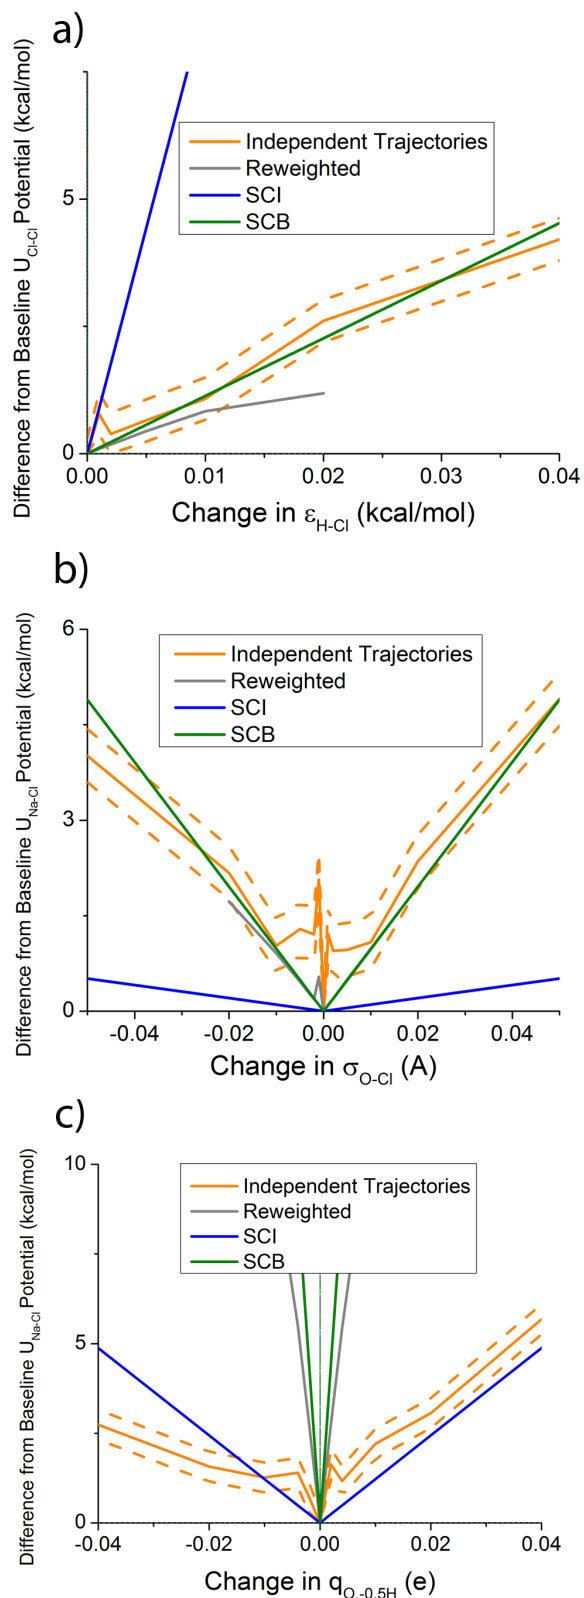 a)
Difference from Baseline U_Cl-Cl Potential (kcal/mol)
5
0
Independent Trajectories
Reweighted
SCI
SCB
0.00 0.01 0.02 0.03 0.04
Change in ε_H-Cl (kcal/mol)
b)
Difference from Baseline U_Na-Cl Potential (kcal/mol)
6
3
0
Independent Trajectories
Reweighted
SCI
SCB
-0.04 -0.02 0.00 0.02 0.04
Change in σ_O-Cl (A)
c)
Difference from Baseline U_Na-Cl Potential (kcal/mol)
10
5
0
Independent Trajectories
Reweighted
SCI
SCB
-0.04 -0.02 0.00 0.02 0.04
Change in q_O,-0.5H (e)